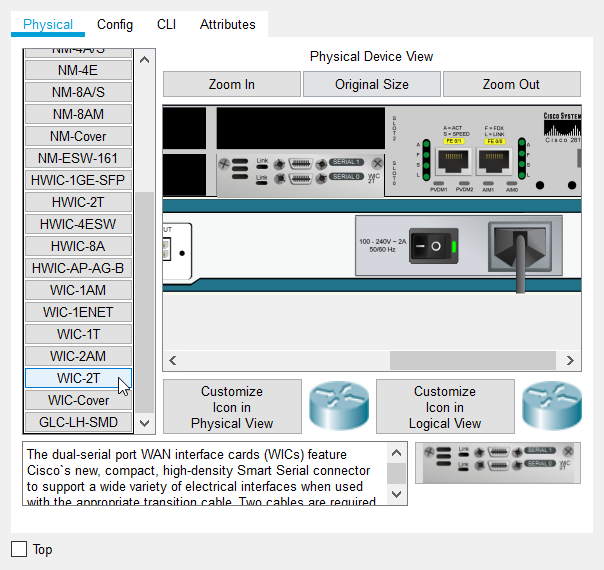 Physical
Config
CLI
Attributes
NM-4A/S
NM-4E
NM-8A/S
NM-8AM
NM-Cover
NM-ESW-161
HWIC-1GE-SFP
HWIC-2T
HWIC-4ESW
HWIC-8A
HWIC-AP-AG-B
WIC-1AM
WIC-1ENET
WIC-1T
WIC-2AM
WIC-2T
WIC-Cover
GLC-LH-SMD
Physical Device View
Zoom In
Original Size
Zoom Out
SLOT2
SLOT0
Link
Link
SERIAL 1
SERIAL 0
WIC
2T
A = ACT
S = SPEED
F = FDX
L = LINK
FE 0/1
FE 0/0
A
F
S
L
A
F
S
L
PVDM1
PVDM2
AIM1
AIM0
CISCO SYSTEM
Cisco 281
UT
100 - 240V ~ 2A
50/60 Hz
Customize
Icon in
Physical View
Customize
Icon in
Logical View
The dual-serial port WAN interface cards (WICs) feature
Cisco`s new, compact, high-density Smart Serial connector
to support a wide variety of electrical interfaces when used
with the appropriate transition cable. Two cables are required
Link
Link
SERIAL 1
SERIAL 0
WIC
2T
Top